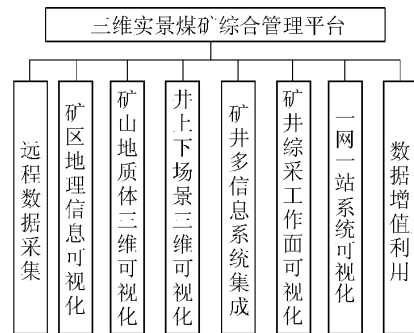 三维实景煤矿综合管理平台
远程数据采集
矿区地理信息可视化
矿山地质体三维可视化
井上下场景三维可视化
矿井多信息系统集成
矿井综采工作面可视化
一网一站系统可视化
数据增值利用